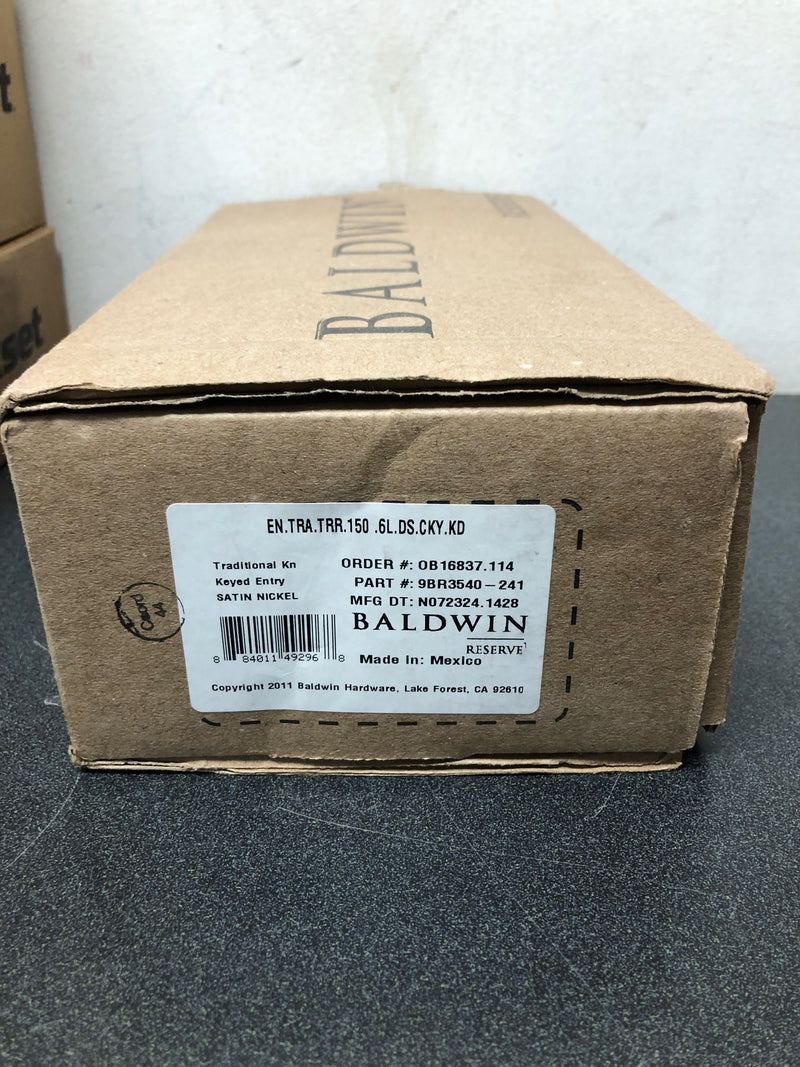 t
set
BALDWIN
EN.TRA.TRR.150 .6L.DS.CKY.KD
Traditional Kn
Keyed Entry
SATIN NICKEL
ORDER #: OB16837.114
PART #: 9BR3540-241
MFG DT: N072324.1428
BALDWIN
RESERVE
Made In: Mexico
8 84011 49296 8
Copyright 2011 Baldwin Hardware, Lake Forest, CA 92610
44